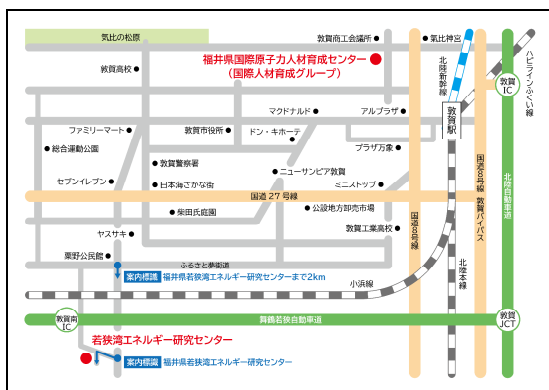 気比の松原
敦賀商工会議所
氣比神宮
福井県国際原子力人材育成センター
（国際人材育成グループ）
敦賀高校
北陸新幹線
ハピラインふくい線
敦賀
IC
マクドナルド
アルプラザ
敦賀駅
ファミリーマート
敦賀市役所
ドン・キホーテ
総合運動公園
プラザ万象
敦賀警察署
ニューサンピア敦賀
セブンイレブン
日本海さかな街
ミニストップ
国道8号線 敦賀バイパス
北陸自動車道
国道 27 号線
柴田氏庭園
公設地方卸売市場
国道8号線
ヤスサキ
敦賀工業高校
粟野公民館
ふるさと夢街道
北陸本線
案内標識 福井県若狭湾エネルギー研究センターまで2km
小浜線
敦賀南
IC
舞鶴若狭自動車道
敦賀
JCT
若狭湾エネルギー研究センター
案内標識 福井県若狭湾エネルギー研究センター